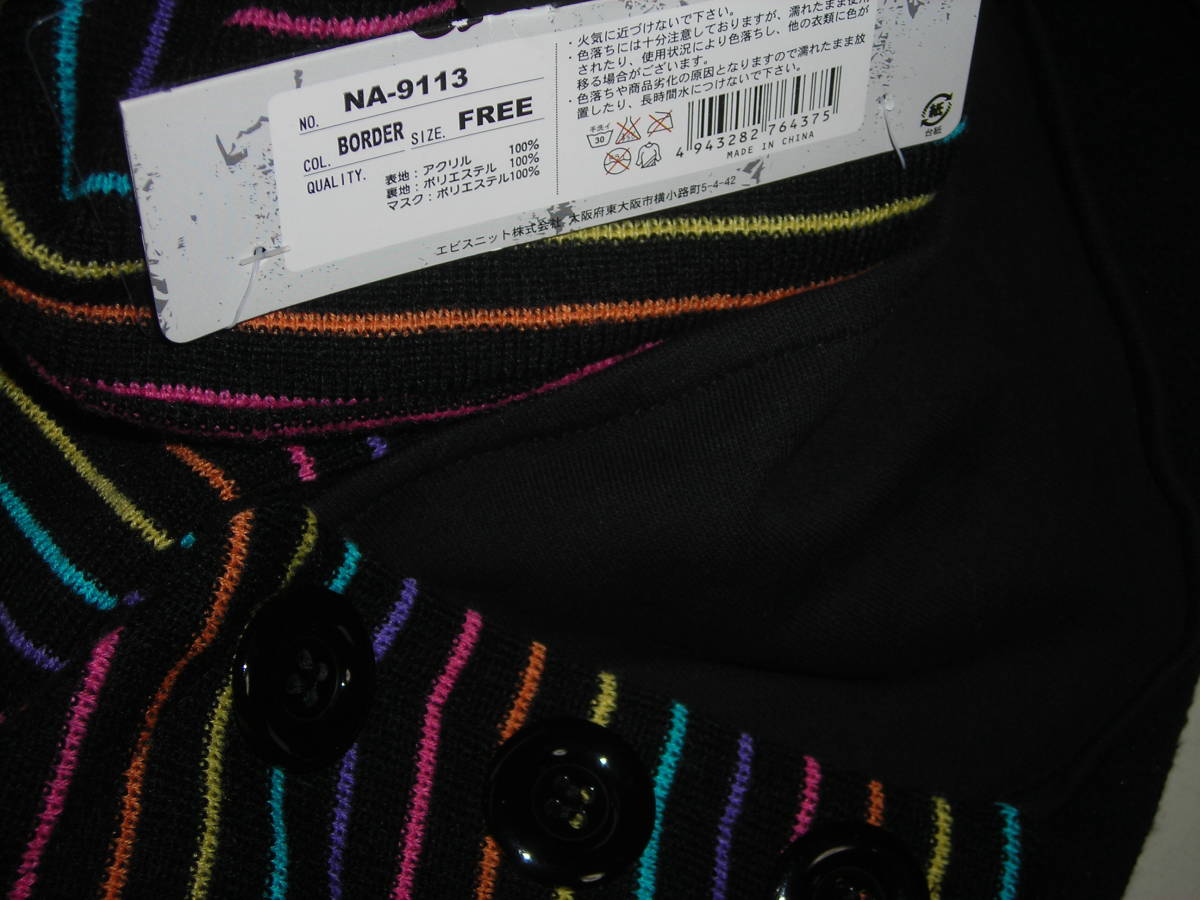 NO. NA-9113
COL. BORDER SIZE. FREE
QUALITY.
表地：アクリル 100%
裏地：ポリエステル 100%
マスク：ポリエステル100%
・火気に近づけないで下さい。
・色落ちには十分注意しておりますが、濡れたまま使用
されたり、使用状況により色落ちし、他の衣類に色が
移る場合がございます。
・色落ちや商品劣化の原因となりますので濡れたまま放
置したり、長時間水につけないで下さい。
手洗イ
30
4 943282 764375
MADE IN CHINA
エビスニット株式会社 大阪府東大阪市横小路町5-4-42
紙
台紙